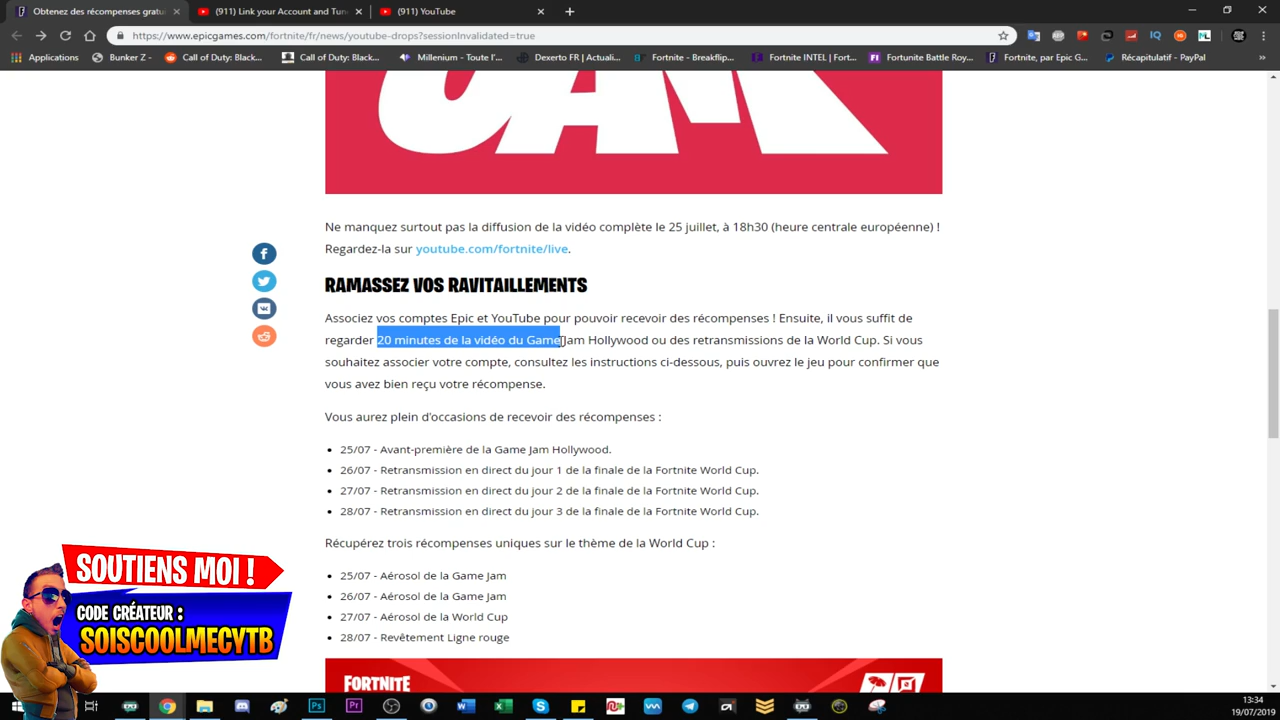 Obtenez des récompenses gratui
(911) Link your Account and Tune
(911) YouTube
https://www.epicgames.com/fortnite/fr/news/youtube-drops?sessionInvalidated=true
Applications
Bunker Z -
Call of Duty: Black...
Call of Duty: Black...
Millenium - Toute l'...
Dexerto FR | Actuali...
Fortnite - Breakflip...
Fortnite INTEL | Fort...
Fortunite Battle Roy...
Fortnite, par Epic G...
Récapitulatif - PayPal
Ne manquez surtout pas la diffusion de la vidéo complète le 25 juillet, à 18h30 (heure centrale européenne) !
Regardez-la sur youtube.com/fortnite/live.
RAMASSEZ VOS RAVITAILLEMENTS
Associez vos comptes Epic et YouTube pour pouvoir recevoir des récompenses ! Ensuite, il vous suffit de
regarder 20 minutes de la vidéo du Game Jam Hollywood ou des retransmissions de la World Cup. Si vous
souhaitez associer votre compte, consultez les instructions ci-dessous, puis ouvrez le jeu pour confirmer que
vous avez bien reçu votre récompense.
Vous aurez plein d'occasions de recevoir des récompenses :
25/07 - Avant-première de la Game Jam Hollywood.
26/07 - Retransmission en direct du jour 1 de la finale de la Fortnite World Cup.
27/07 - Retransmission en direct du jour 2 de la finale de la Fortnite World Cup.
28/07 - Retransmission en direct du jour 3 de la finale de la Fortnite World Cup.
Récupérez trois récompenses uniques sur le thème de la World Cup :
25/07 - Aérosol de la Game Jam
26/07 - Aérosol de la Game Jam
27/07 - Aérosol de la World Cup
28/07 - Revêtement Ligne rouge
SOUTIENS MOI !
CODE CRÉATEUR :
SOISCOOLMECYTB
FORTNITE
13:34
19/07/2019